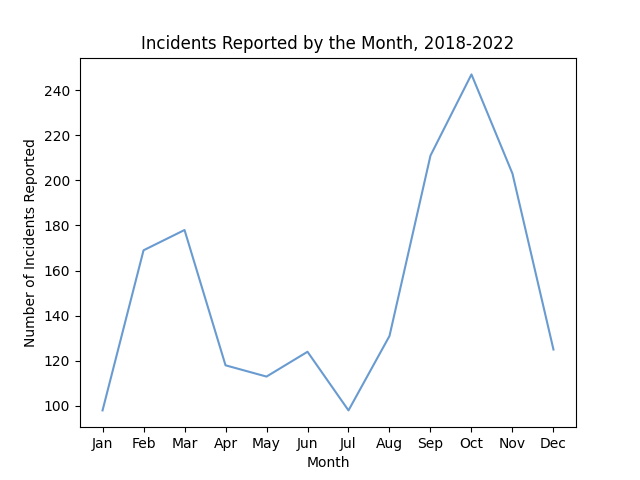 Incidents Reported by the Month, 2018-2022
Number of Incidents Reported
240
220
200
180
160
140
120
100
Jan Feb Mar Apr May Jun Jul Aug Sep Oct Nov Dec
Month